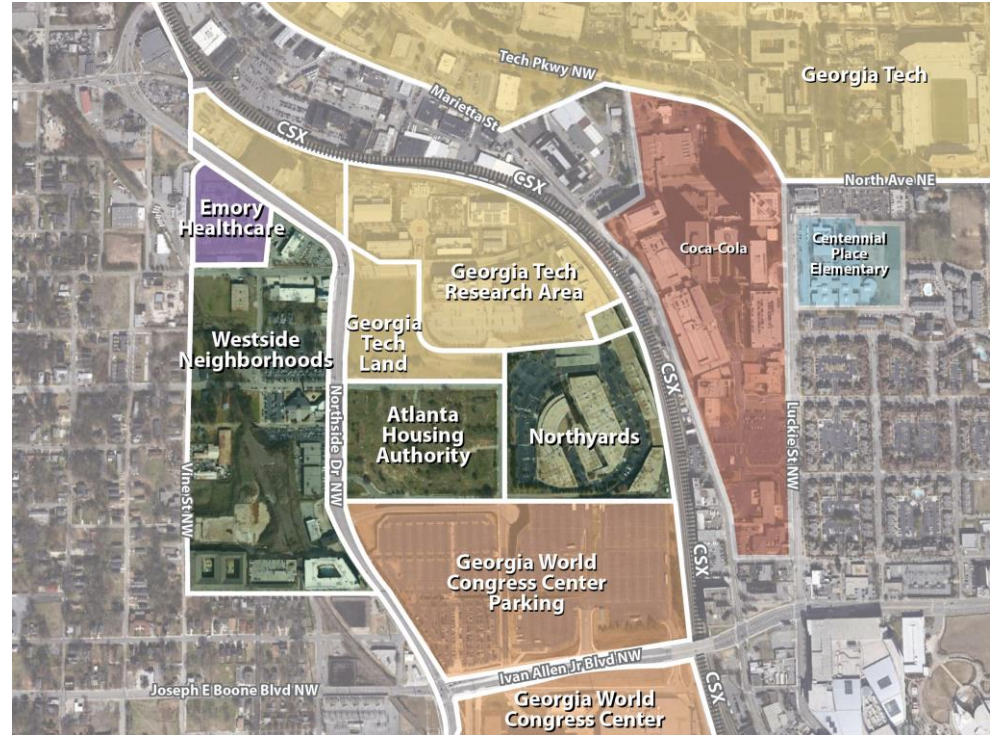 Tech Pkwy NW
Georgia Tech
Marietta St
CSX
CSX
North Ave NE
Emory
Healthcare
Coca-Cola
Centennial
Place
Elementary
Georgia Tech
Research Area
Georgia
Tech
Land
Westside
Neighborhoods
CSX
Northside Dr NW
Atlanta
Housing
Authority
Northyards
Luckie St NW
Vine St NW
CSX
Georgia World
Congress Center
Parking
Ivan Allen Jr Blvd NW
Joseph E Boone Blvd NW
CSX
Georgia World
Congress Center